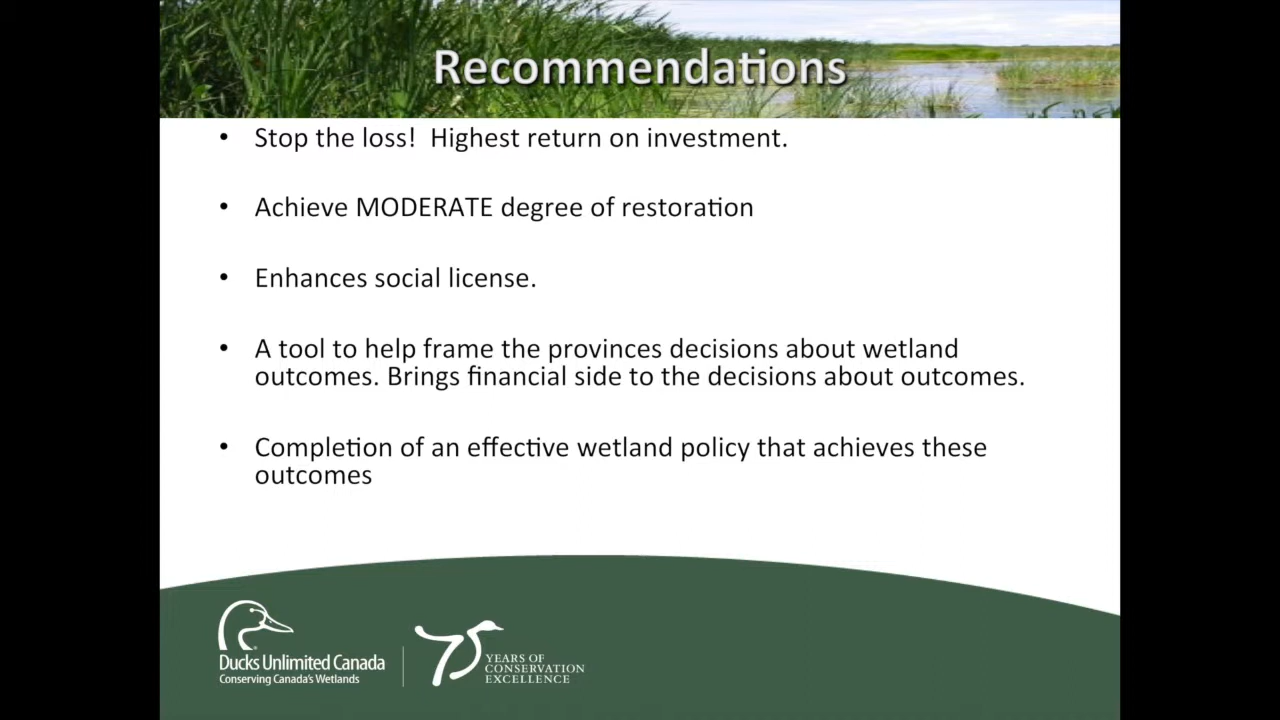 Recommendations
• Stop the loss!  Highest return on investment.
• Achieve MODERATE degree of restoration
• Enhances social license.
• A tool to help frame the provinces decisions about wetland
outcomes. Brings financial side to the decisions about outcomes.
• Completion of an effective wetland policy that achieves these
outcomes
Ducks Unlimited Canada
Conserving Canada's Wetlands
75
YEARS OF
CONSERVATION
EXCELLENCE